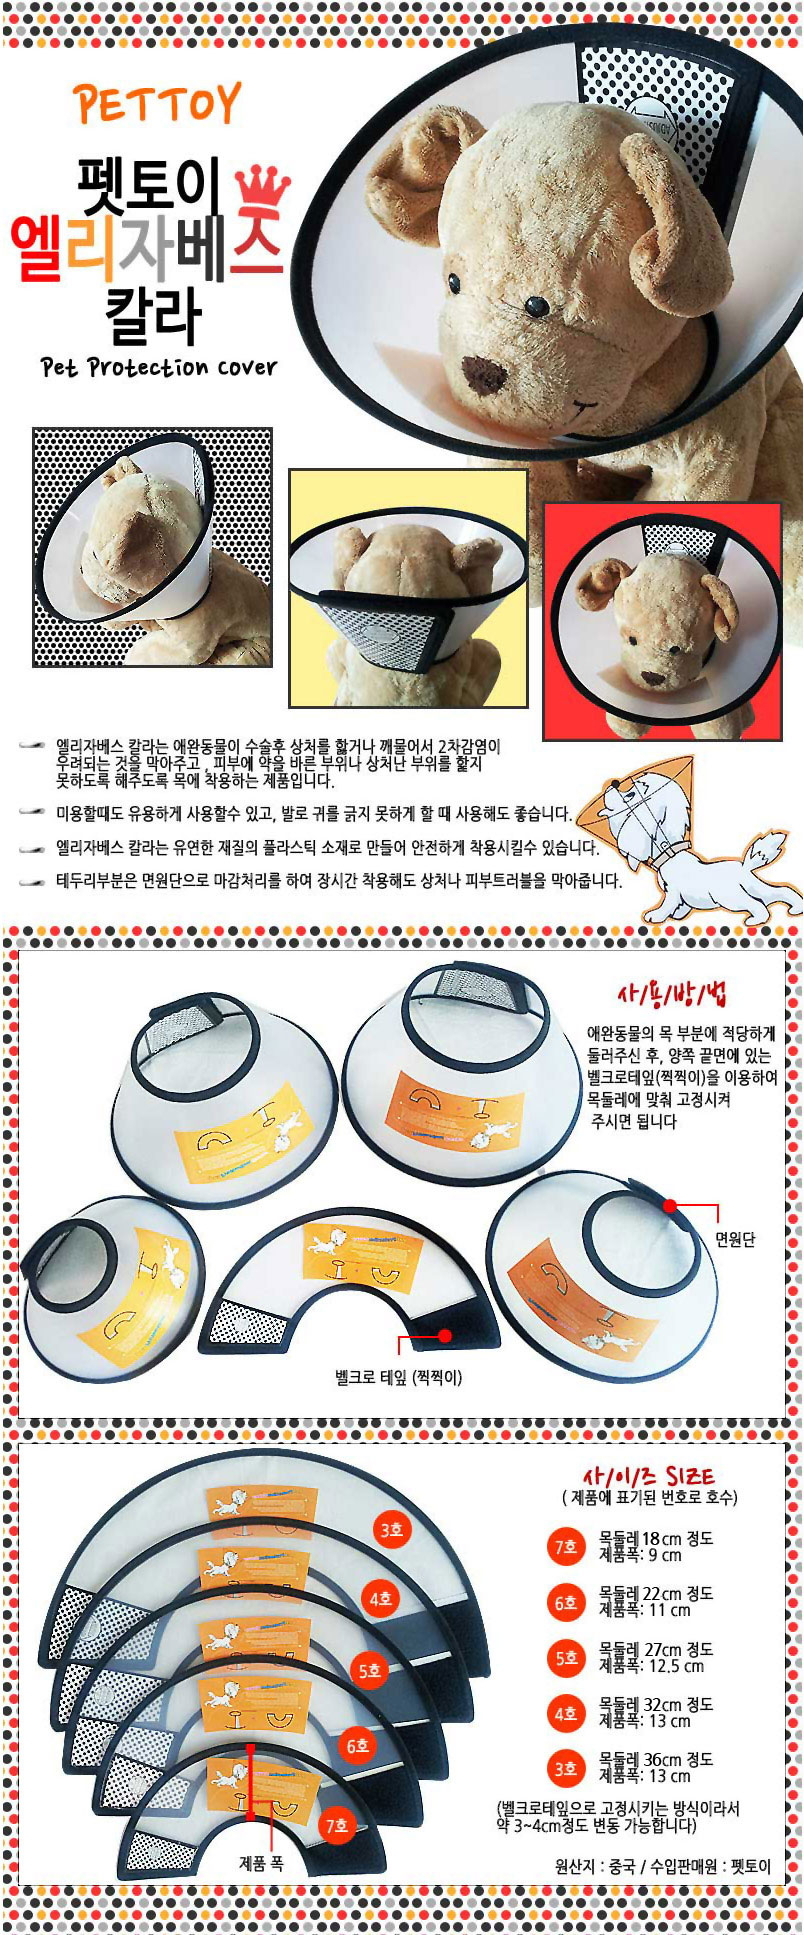 PETTOY
펫토이
엘리자베스
칼라
Pet Protection cover
엘리자베스 칼라는 애완동물이 수술후 상처를 핥거나 깨물어서 2차감염이
우려되는 것을 막아주고 , 피부에 약을 바른 부위나 상처난 부위를 핥지
못하도록 해주도록 목에 착용하는 제품입니다.
미용할때도 유용하게 사용할수 있고, 발로 귀를 긁지 못하게 할 때 사용해도 좋습니다.
엘리자베스 칼라는 유연한 재질의 플라스틱 소재로 만들어 안전하게 착용시킬수 있습니다.
테두리부분은 면원단으로 마감처리를 하여 장시간 착용해도 상처나 피부트러블을 막아줍니다.
사/용/방/법
애완동물의 목 부분에 적당하게
둘러주신 후, 양쪽 끝면에 있는
벨크로테잎(찍찍이)을 이용하여
목둘레에 맞춰 고정시켜
주시면 됩니다
면원단
벨크로 테잎 (찍찍이)
사/이/즈 SIZE
( 제품에 표기된 번호로 호수)
3호
4호
5호
6호
7호
제품 폭
7호 목둘레 18cm 정도
제품폭: 9 cm
6호 목둘레 22cm 정도
제품폭: 11 cm
5호 목둘레 27cm 정도
제품폭: 12.5 cm
4호 목둘레 32cm 정도
제품폭: 13 cm
3호 목둘레 36cm 정도
제품폭: 13 cm
(벨크로테잎으로 고정시키는 방식이라서
약 3~4cm정도 변동 가능합니다)
원산지 : 중국 / 수입판매원 : 펫토이